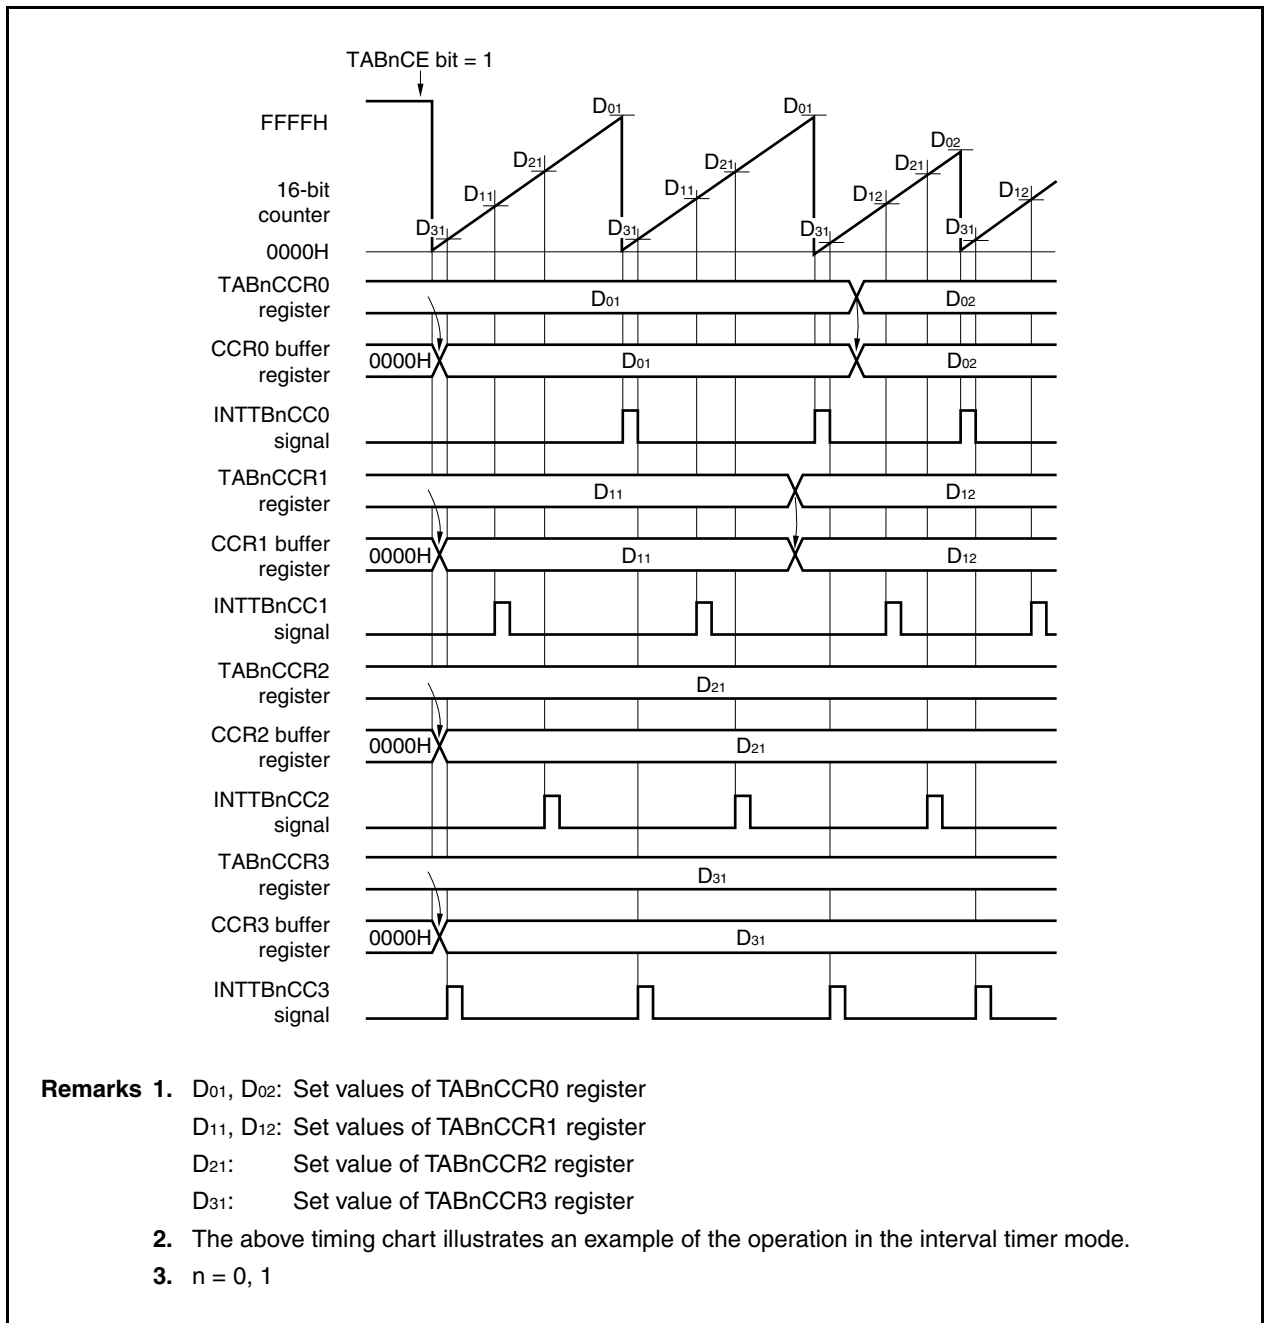 TABnCE bit = 1
FFFFH
D01
D01
D02
D21
D21
D21
16-bit
counter
D11
D11
D12
D12
D31
D31
D31
D31
0000H
TABnCCR0
register
D01
D02
CCR0 buffer
register
0000H
D01
D02
INTTBnCC0
signal
TABnCCR1
register
D11
D12
CCR1 buffer
register
0000H
D11
D12
INTTBnCC1
signal
TABnCCR2
register
D21
CCR2 buffer
register
0000H
D21
INTTBnCC2
signal
TABnCCR3
register
D31
CCR3 buffer
register
0000H
D31
INTTBnCC3
signal
Remarks 1. D01, D02: Set values of TABnCCR0 register
D11, D12: Set values of TABnCCR1 register
D21: Set value of TABnCCR2 register
D31: Set value of TABnCCR3 register
2. The above timing chart illustrates an example of the operation in the interval timer mode.
3. n = 0, 1